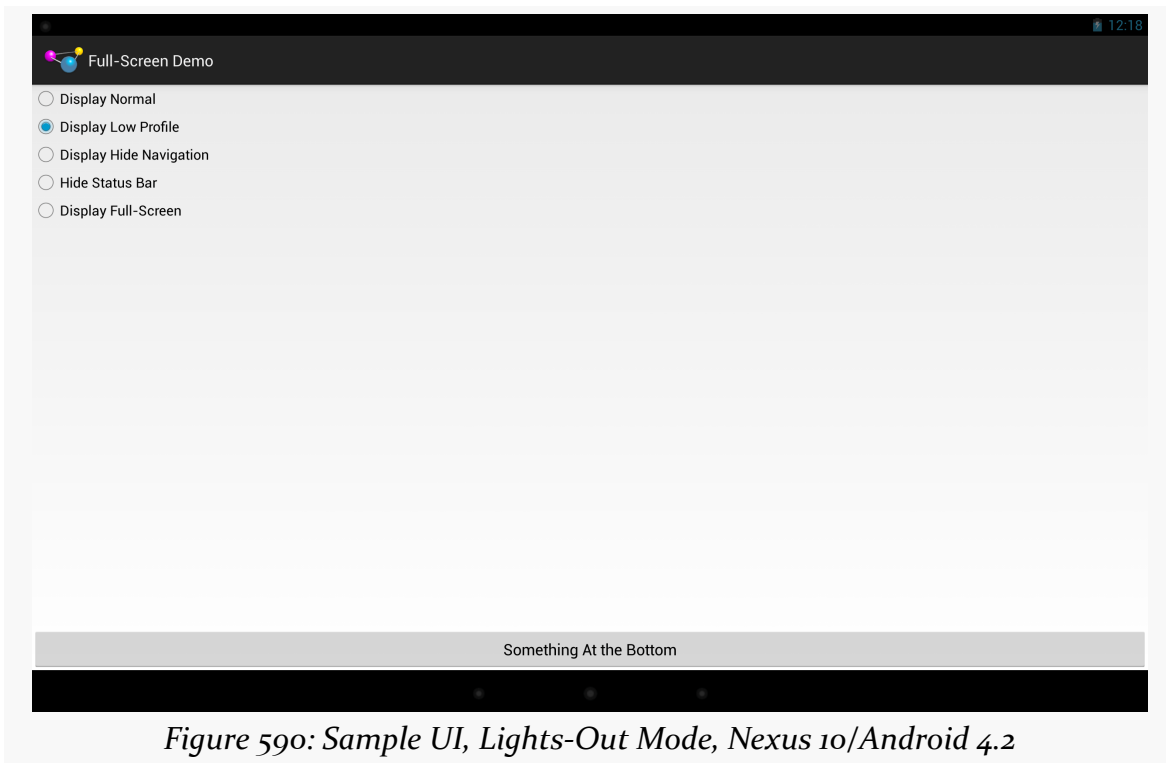 12:18
Full-Screen Demo
Display Normal
Display Low Profile
Display Hide Navigation
Hide Status Bar
Display Full-Screen
Something At the Bottom
Figure 590: Sample UI, Lights-Out Mode, Nexus 10/Android 4.2